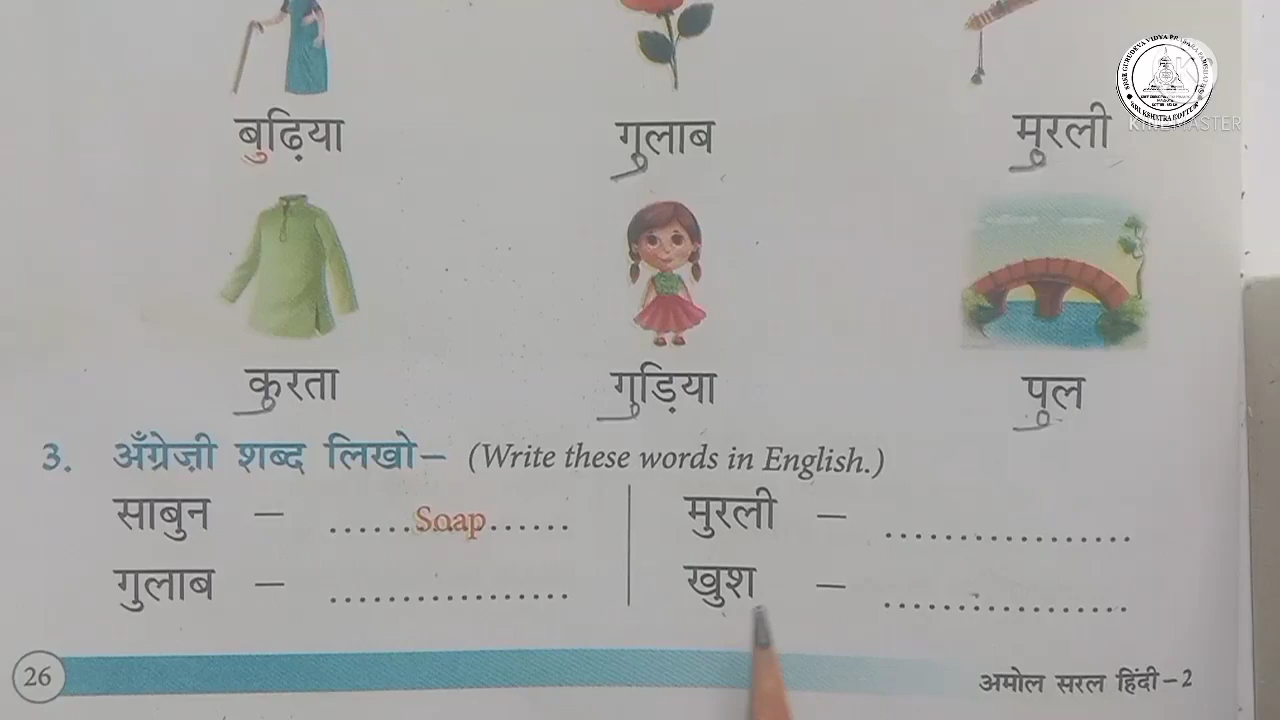 बुढ़िया गुलाब मुरली
कुरता गुड़िया पुल
3. अँग्रेज़ी शब्द लिखो– (Write these words in English.)
साबुन – ......Soap...... मुरली – .................
गुलाब – ................. खुश – .................
26 अमोल सरल हिंदी–2